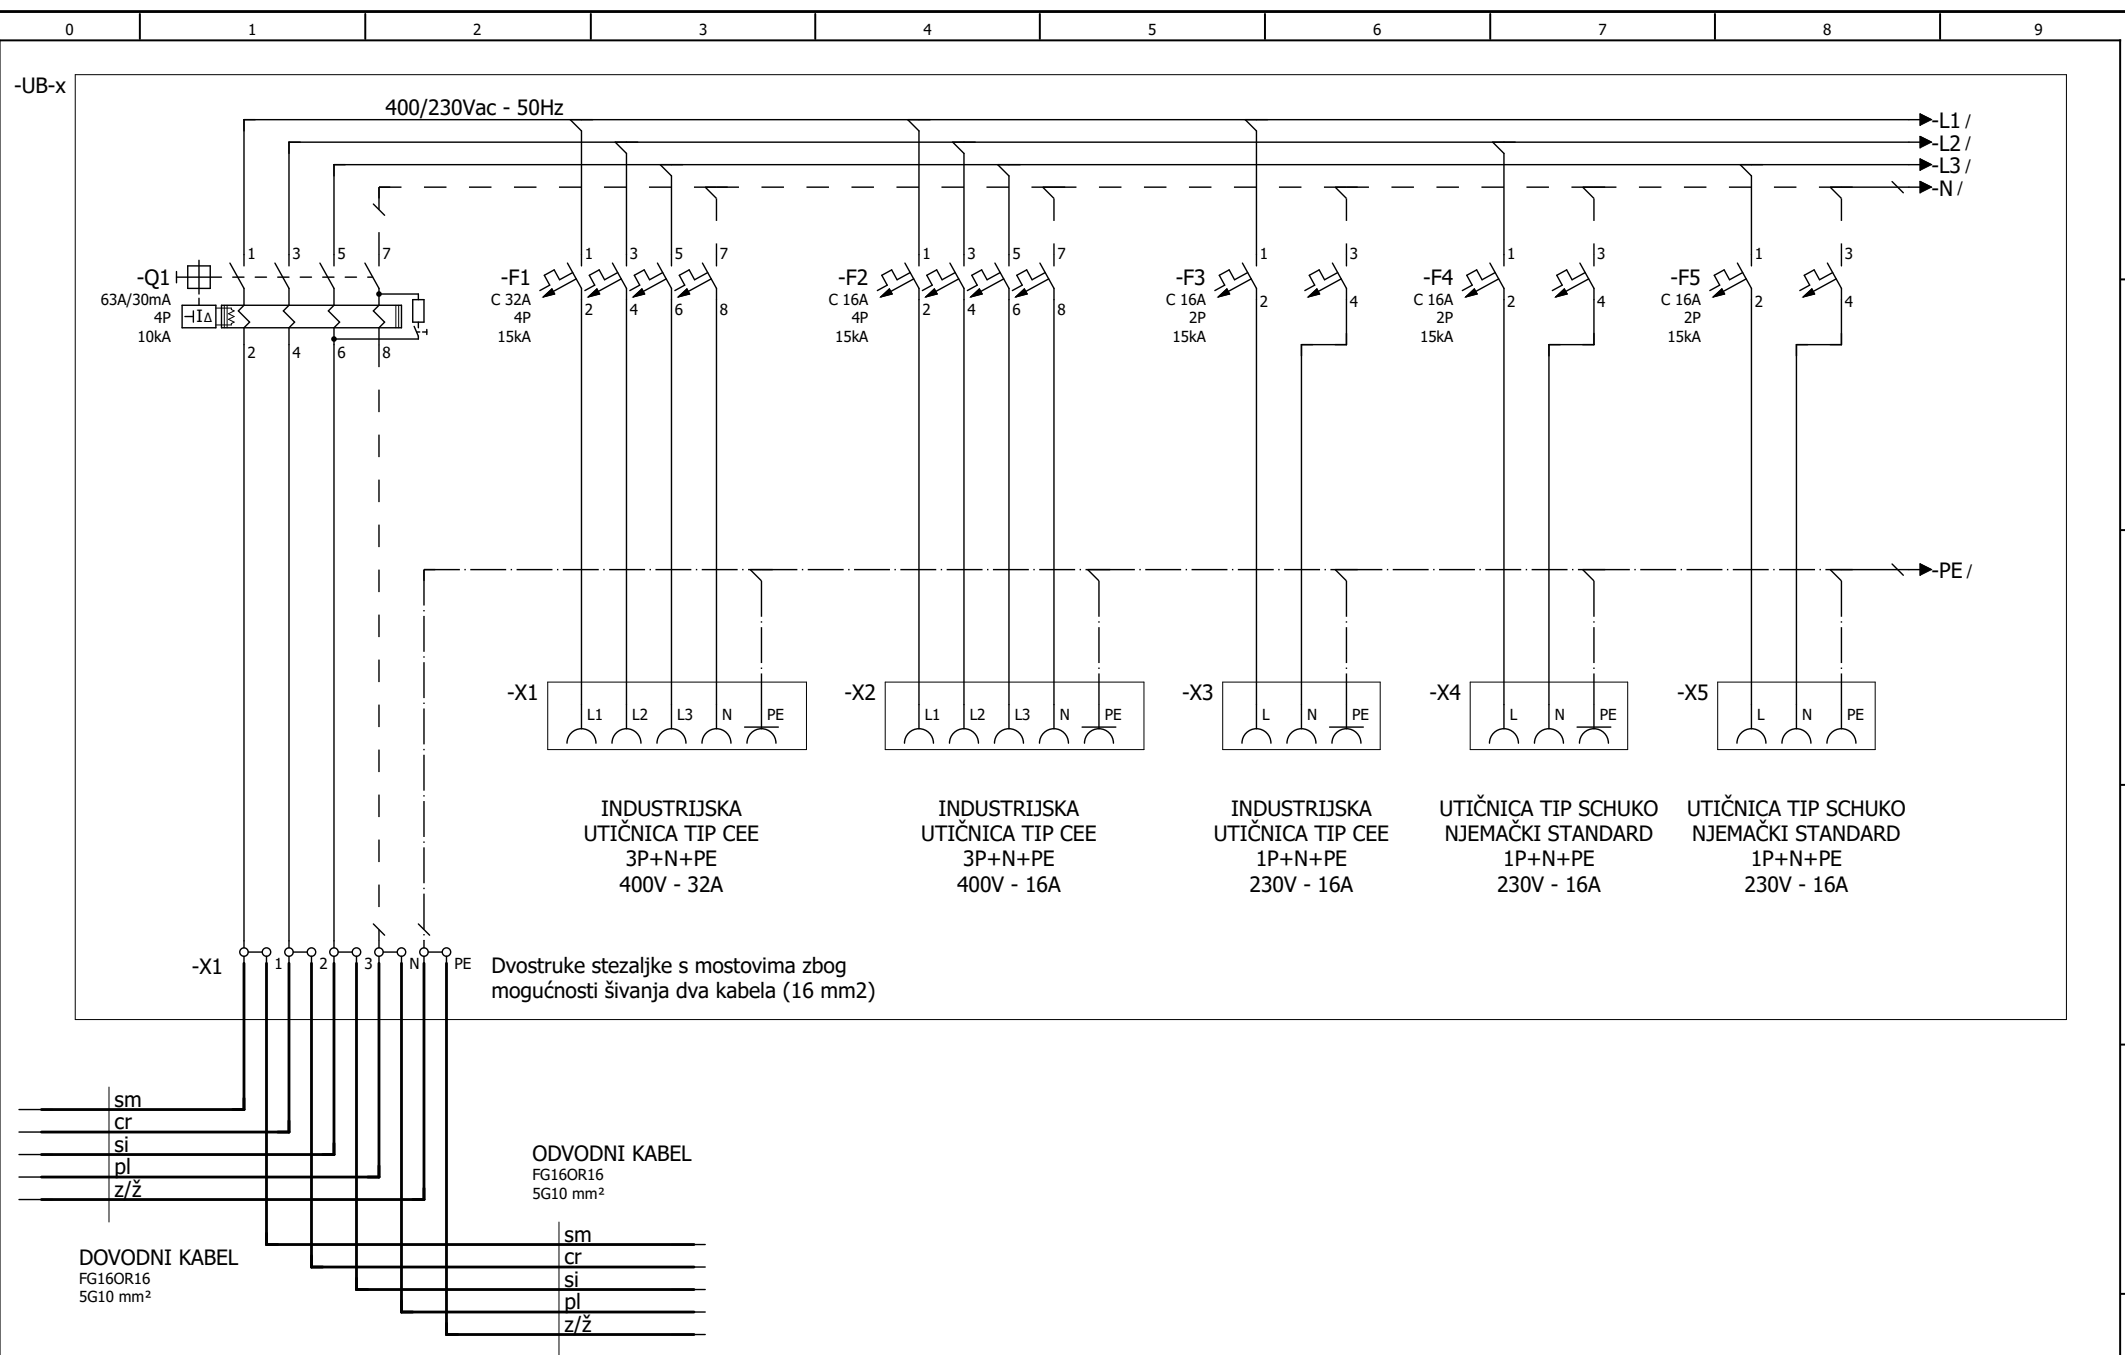 0 1 2 3 4 5 6 7 8 9
-UB-x
400/230Vac - 50Hz
-L1 /
-L2 /
-L3 /
-N /
-Q1
63A/30mA
4P
10kA
1 3 5 7
2 4 6 8
-F1
C 32A
4P
15kA
1 3 5 7
2 4 6 8
-F2
C 16A
4P
15kA
1 3 5 7
2 4 6 8
-F3
C 16A
2P
15kA
1 3
2 4
-F4
C 16A
2P
15kA
1 3
2 4
-F5
C 16A
2P
15kA
1 3
2 4
-PE /
-X1
L1 L2 L3 N PE
-X2
L1 L2 L3 N PE
-X3
L N PE
-X4
L N PE
-X5
L N PE
INDUSTRIJSKA
UTIČNICA TIP CEE
3P+N+PE
400V - 32A
INDUSTRIJSKA
UTIČNICA TIP CEE
3P+N+PE
400V - 16A
INDUSTRIJSKA
UTIČNICA TIP CEE
1P+N+PE
230V - 16A
UTIČNICA TIP SCHUKO
NJEMAČKI STANDARD
1P+N+PE
230V - 16A
UTIČNICA TIP SCHUKO
NJEMAČKI STANDARD
1P+N+PE
230V - 16A
-X1 1 2 3 N PE
Dvostruke stezaljke s mostovima zbog
mogućnosti šivanja dva kabela (16 mm2)
sm
cr
si
pl
z/ž
DOVODNI KABEL
FG16OR16
5G10 mm²
ODVODNI KABEL
FG16OR16
5G10 mm²
sm
cr
si
pl
z/ž